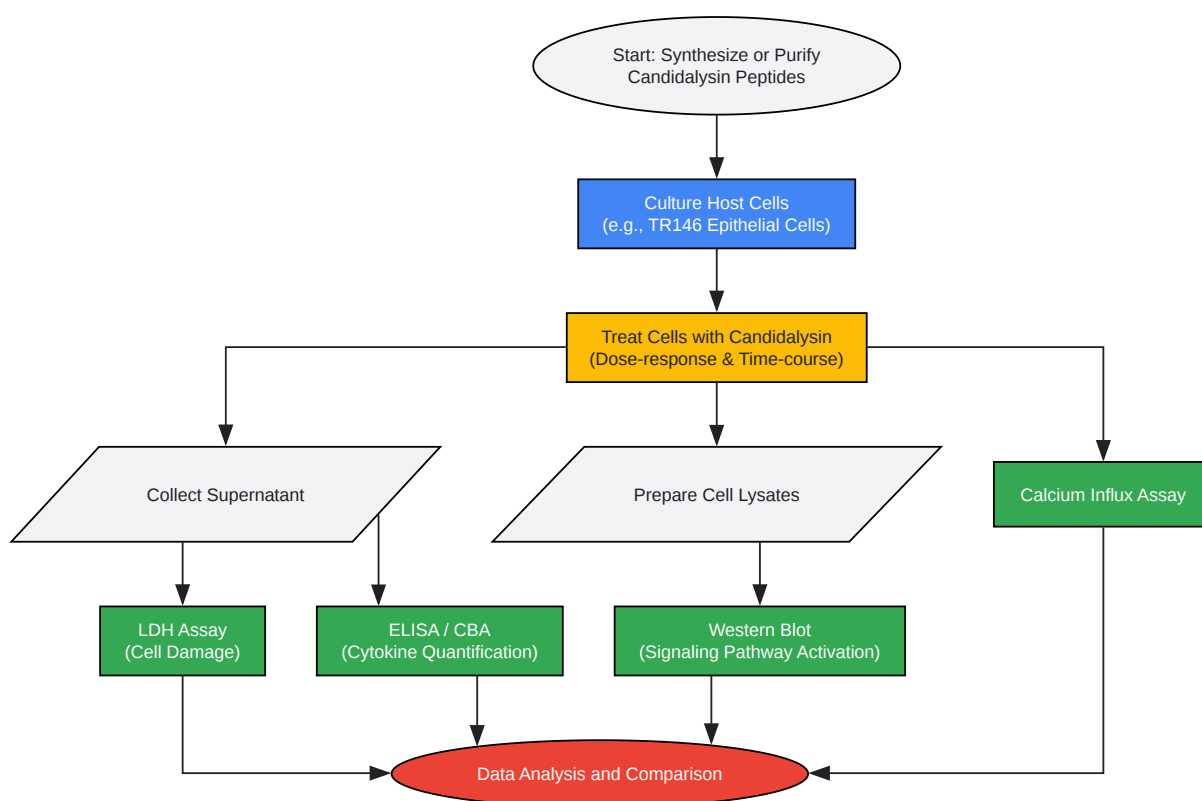 Start: Synthesize or Purify
Candidalysin Peptides
Culture Host Cells
(e.g., TR146 Epithelial Cells)
Treat Cells with Candidalysin
(Dose-response & Time-course)
Collect Supernatant
Prepare Cell Lysates
Calcium Influx Assay
LDH Assay
(Cell Damage)
ELISA / CBA
(Cytokine Quantification)
Western Blot
(Signaling Pathway Activation)
Data Analysis and Comparison